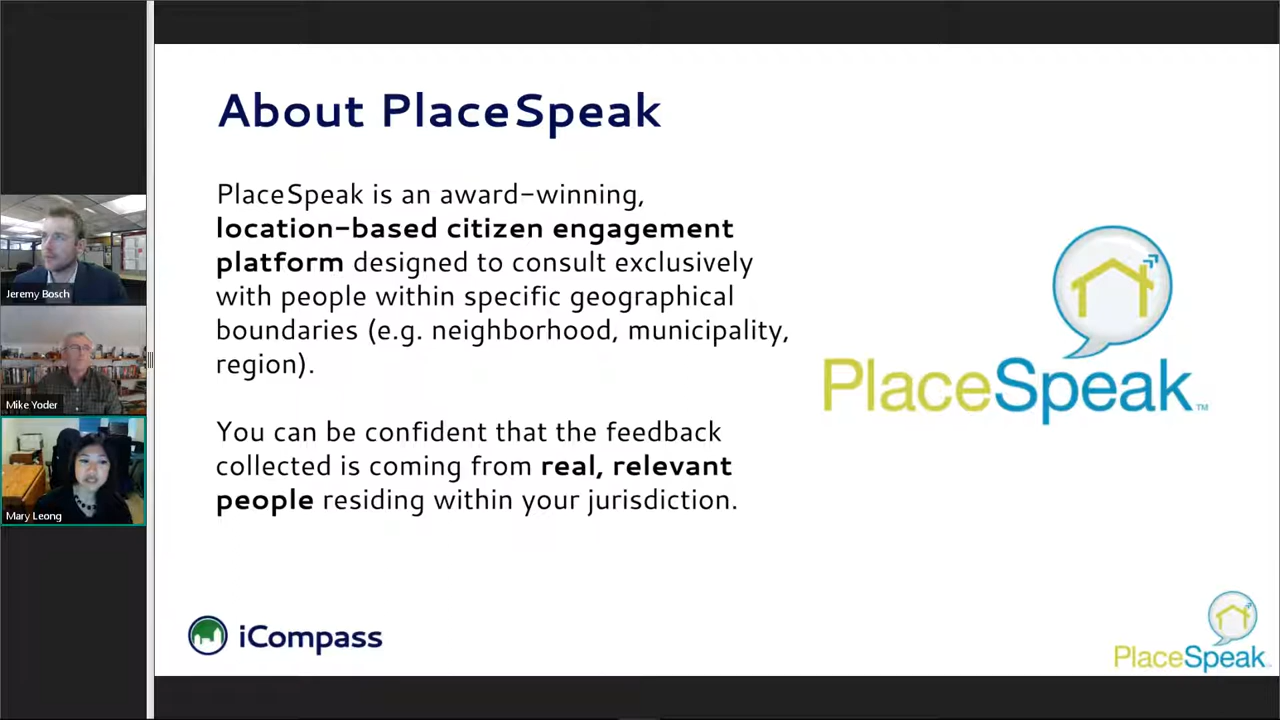 About PlaceSpeak
PlaceSpeak is an award-winning,
location-based citizen engagement
platform designed to consult exclusively
with people within specific geographical
boundaries (e.g. neighborhood, municipality,
region).
You can be confident that the feedback
collected is coming from real, relevant
people residing within your jurisdiction.
PlaceSpeak™
iCompass
PlaceSpeak™
Jeremy Bosch
Mike Yoder
Mary Leong